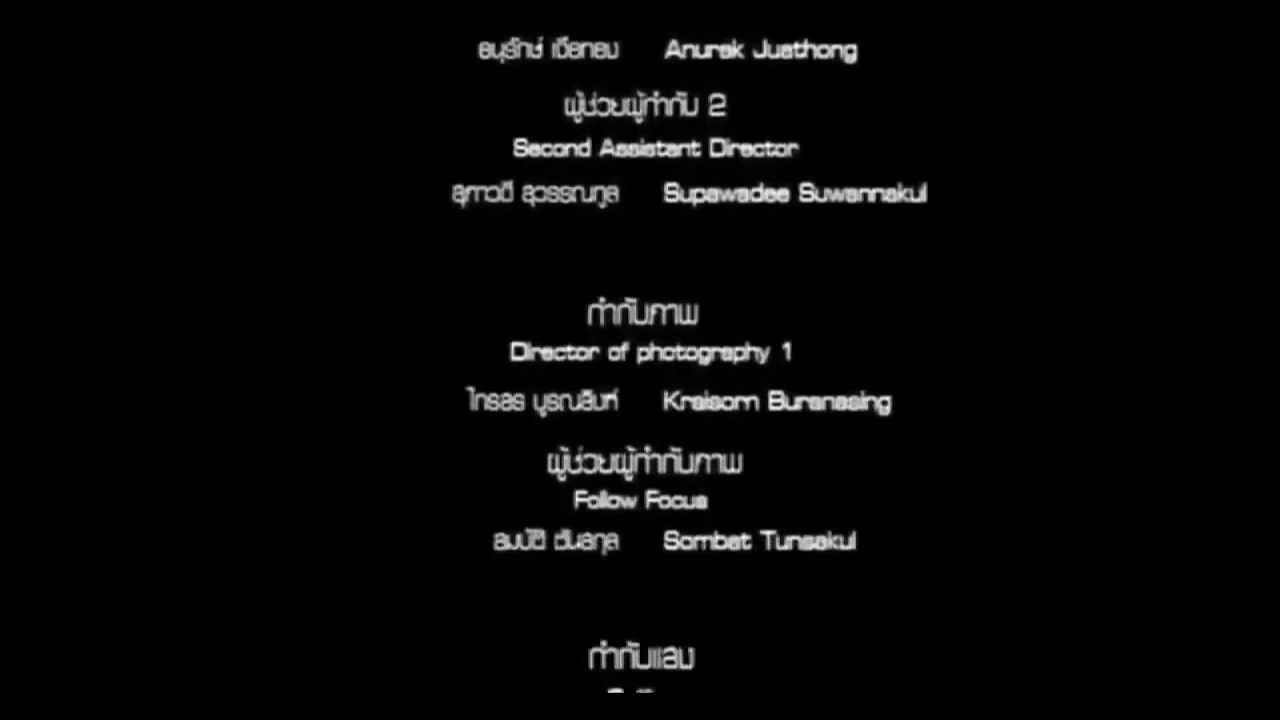 อนุรักษ์ เจือทอง Anurak Juathong
ผู้ช่วยผู้กำกับ 2
Second Assistant Director
สุภาวดี สุวรรณกูล Supawadee Suwannakul
กำกับภาพ
Director of photography 1
ไกรสร บูรณสิงห์ Kraisorn Buranasing
ผู้ช่วยผู้กำกับภาพ
Follow Focus
สมบัติ ตันสกุล Sombat Tunsakul
กำกับแสง